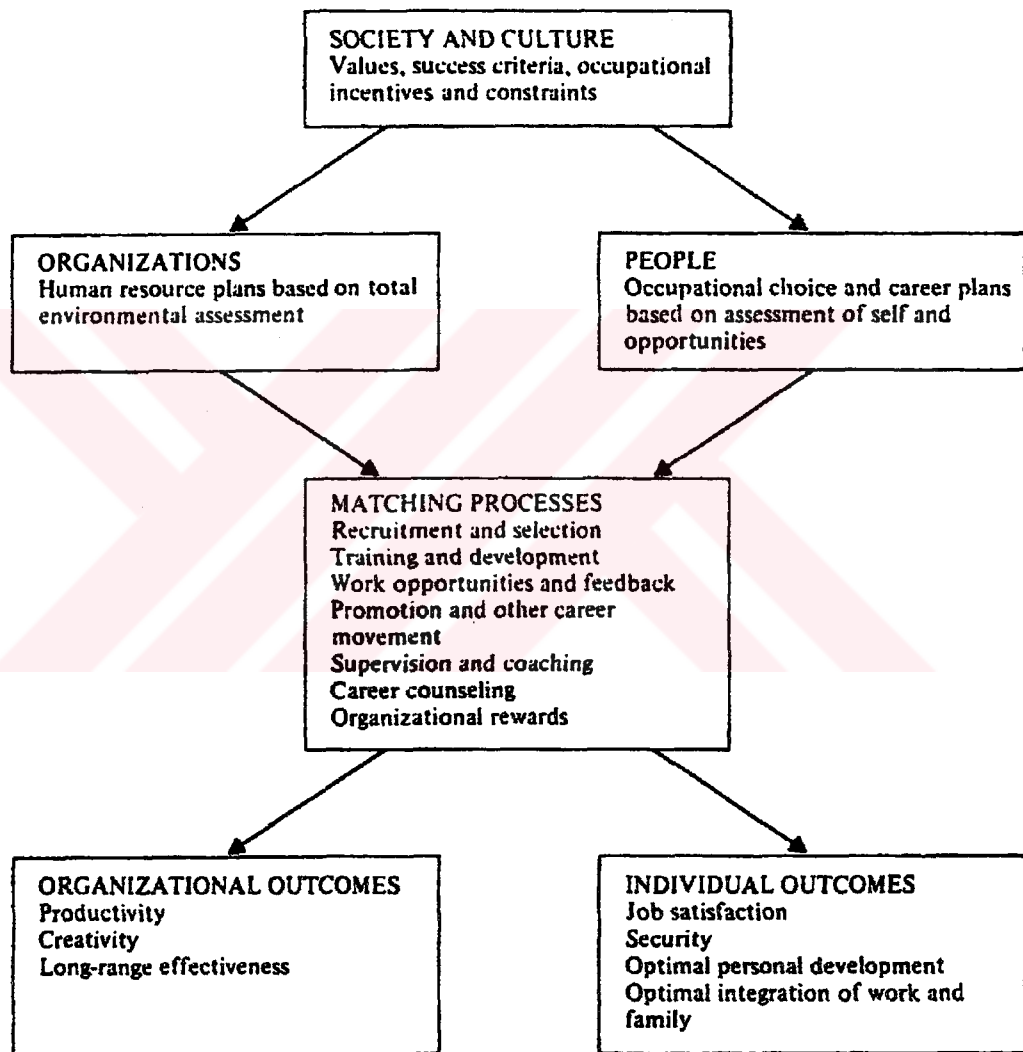 SOCIETY AND CULTURE
Values, success criteria, occupational
incentives and constraints
ORGANIZATIONS
Human resource plans based on total
environmental assessment
PEOPLE
Occupational choice and career plans
based on assessment of self and
opportunities
MATCHING PROCESSES
Recruitment and selection
Training and development
Work opportunities and feedback
Promotion and other career
movement
Supervision and coaching
Career counseling
Organizational rewards
ORGANIZATIONAL OUTCOMES
Productivity
Creativity
Long-range effectiveness
INDIVIDUAL OUTCOMES
Job satisfaction
Security
Optimal personal development
Optimal integration of work and
family